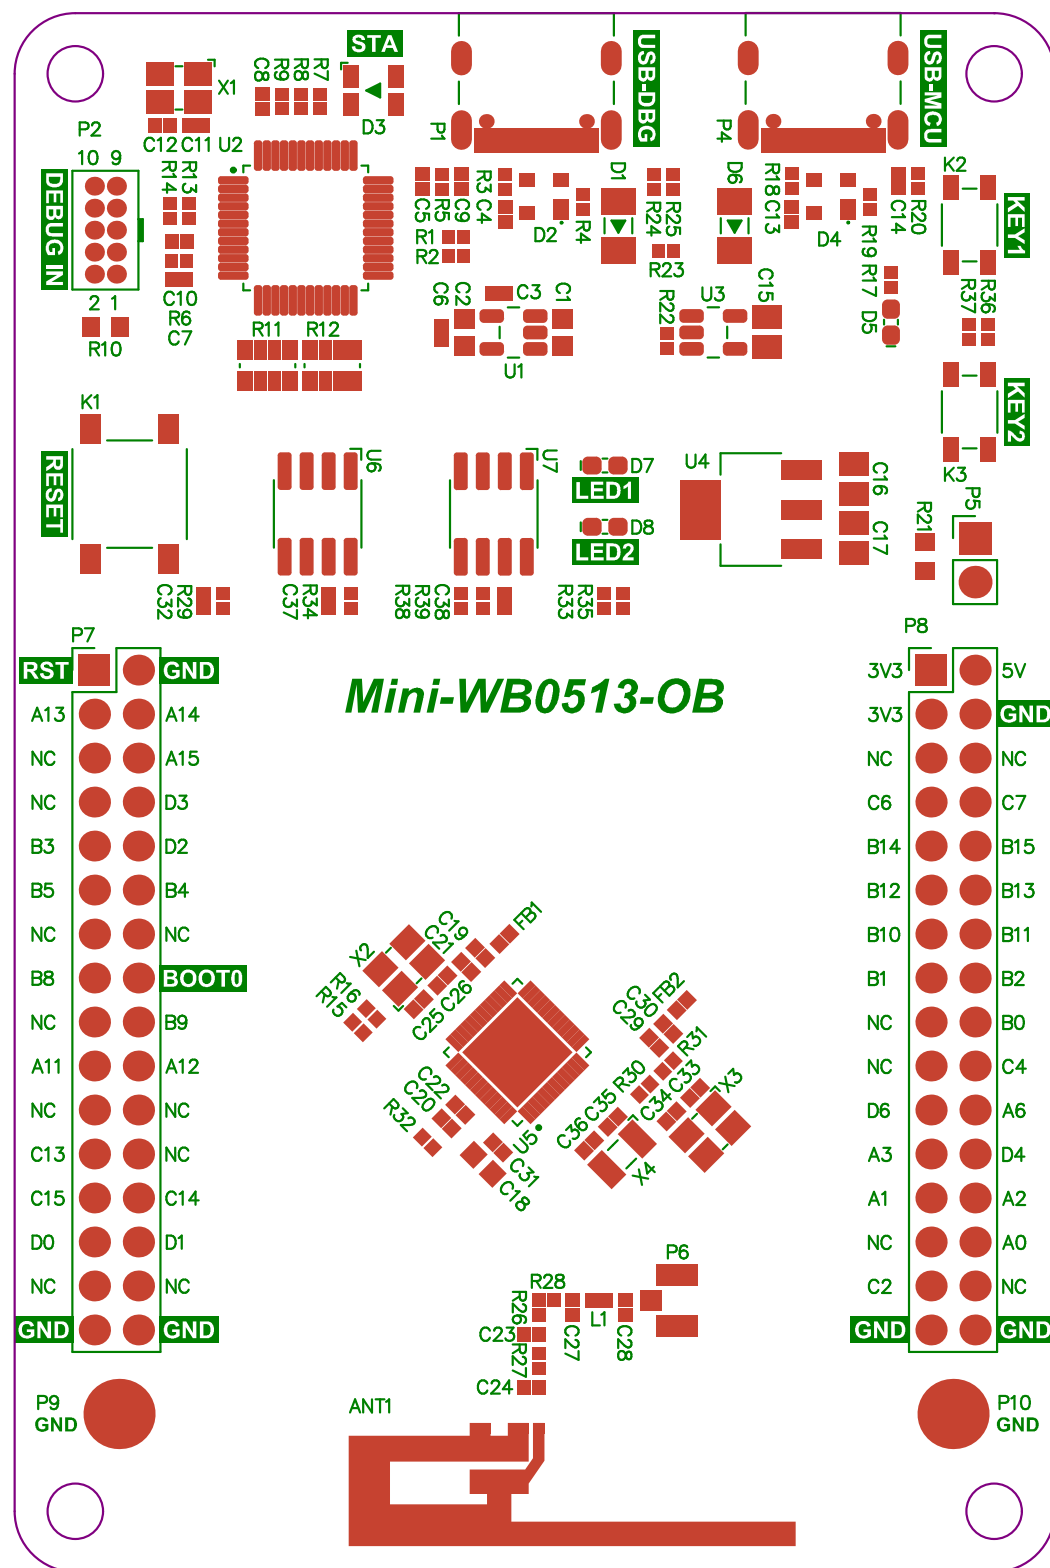 STA
USB-DBG
USB-MCU
C8
R9
R8
R7
X1
D3
P1
P4
P2
C12
C11
U2
10
9
R14
R13
D1
D6
K2
DEBUG IN
C5
R5
C9
R3
C4
D2
R4
R24
R25
R18
C13
D4
R19
C14
R20
KEY1
R1
R2
R23
2
1
C10
R6
C7
C6
C2
C3
C1
R22
U3
C15
R17
D5
R37
R36
R10
R11
R12
U1
K1
KEY2
RESET
U6
U7
D7
LED1
D8
LED2
U4
C16
C17
K3
P5
R21
C32
R29
C37
R34
R38
R39
C38
R33
R35
P7
P8
RST
GND
Mini-WB0513-OB
3V3
5V
A13
A14
3V3
GND
NC
A15
NC
NC
NC
D3
C6
C7
B3
D2
B14
B15
B5
B4
B12
B13
NC
NC
B10
B11
B8
BOOT0
B1
B2
NC
B9
NC
B0
A11
A12
NC
C4
NC
NC
D6
A6
C13
NC
A3
D4
C15
C14
A1
A2
D0
D1
NC
A0
NC
NC
C2
NC
GND
GND
GND
GND
FB1
C19
C21
X2
C26
C25
R16
R15
FB2
C30
C29
R31
R30
C33
X3
C34
C35
C36
X4
C22
C20
R32
U5
C31
C18
P6
R28
R26
C23
R27
C24
C27
L1
C28
ANT1
P9
GND
P10
GND